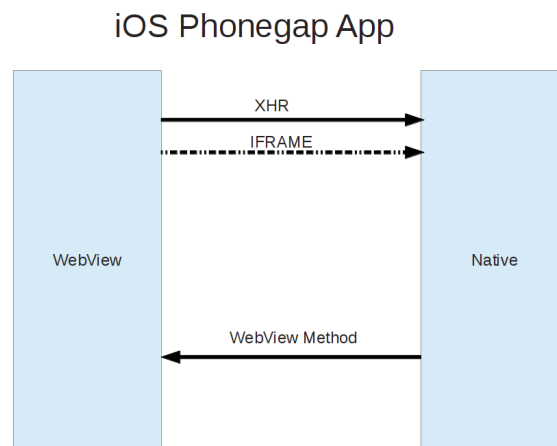 iOS Phonegap App
XHR
IFRAME
WebView
Native
WebView Method